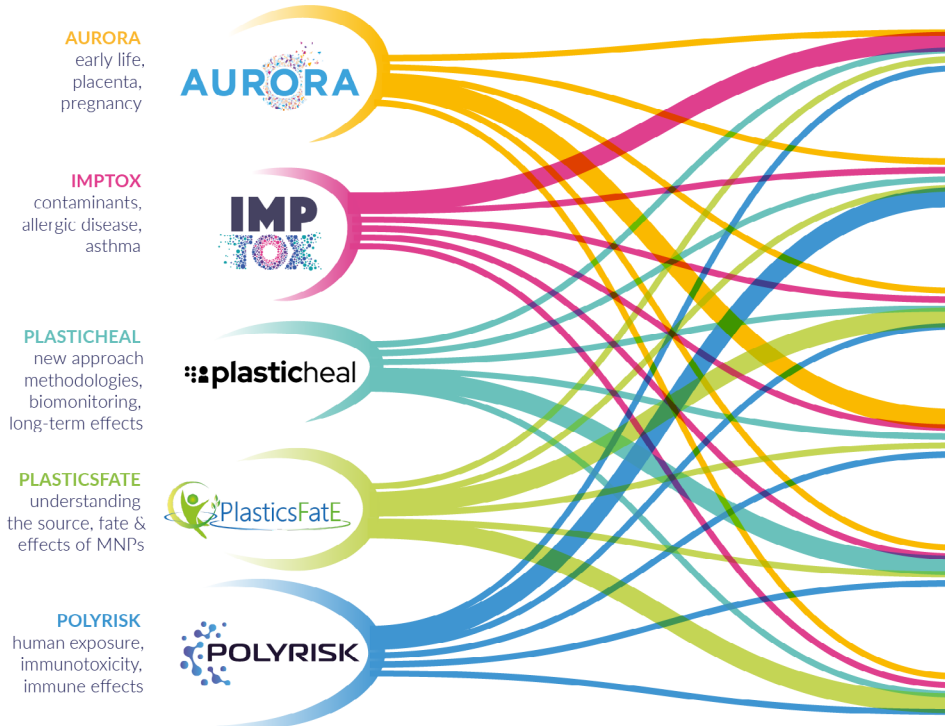 AURORA
early life,
placenta,
pregnancy
AURORA
IMPTOX
contaminants,
allergic disease,
asthma
IMP
TOX
PLASTICHEAL
new approach
methodologies,
biomonitoring,
long-term effects
plasticheal
PLASTICSFATE
understanding
the source, fate &
effects of MNPs
PlasticsFatE
POLYRISK
human exposure,
immunotoxicity,
immune effects
POLYRISK